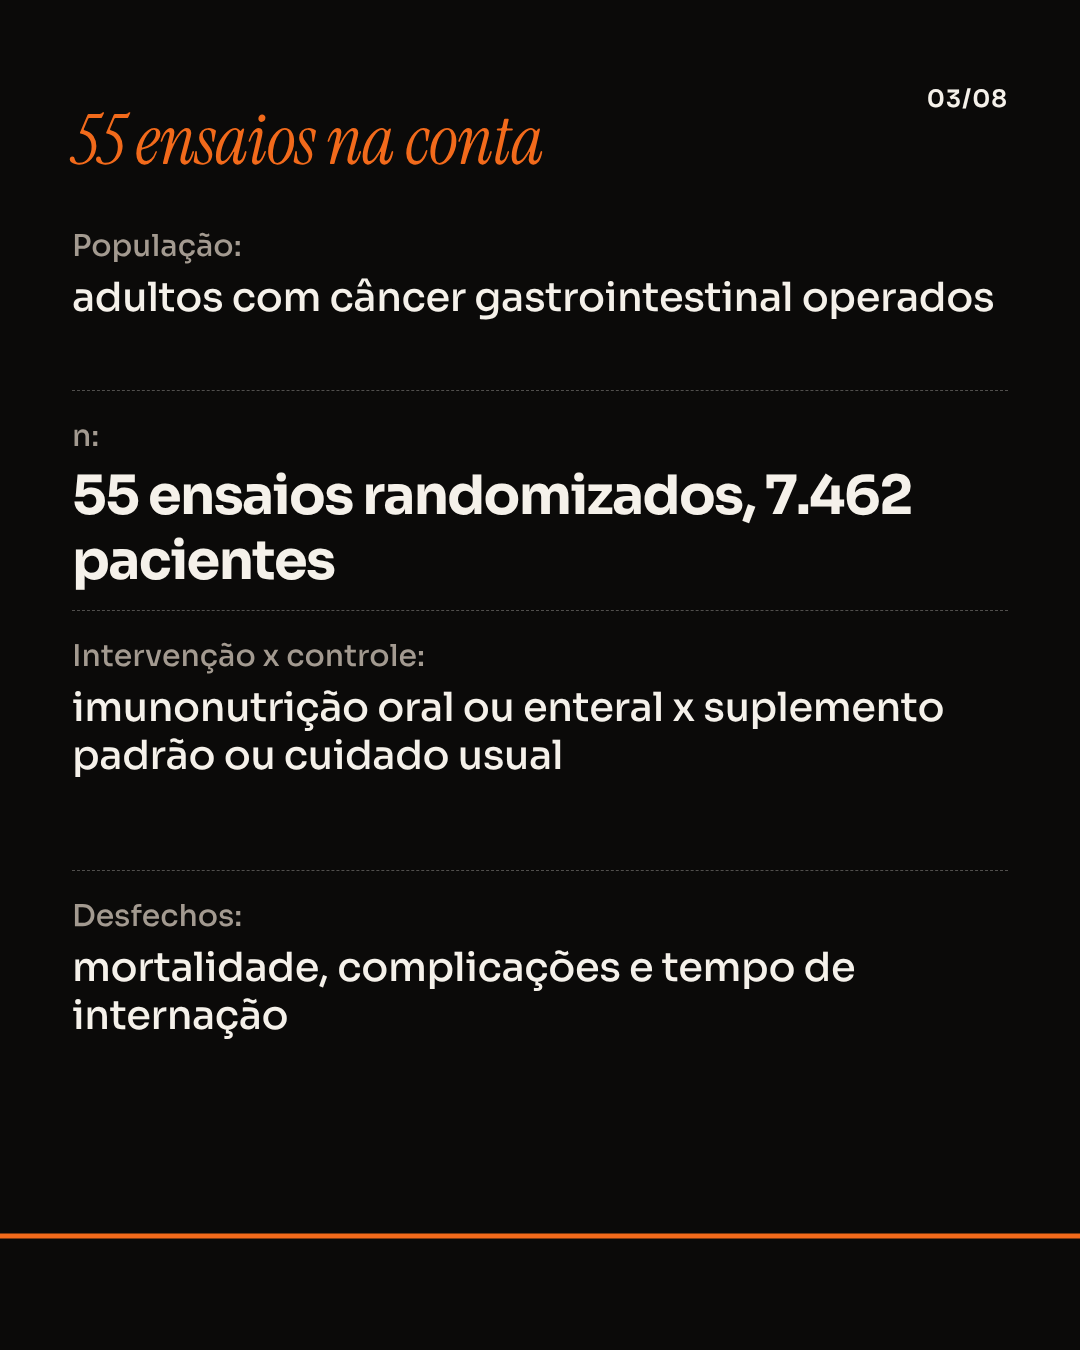 03/08
55 ensaios na conta
População:
adultos com câncer gastrointestinal operados
n:
55 ensaios randomizados, 7.462
pacientes
Intervenção x controle:
imunonutrição oral ou enteral x suplemento
padrão ou cuidado usual
Desfechos:
mortalidade, complicações e tempo de
internação